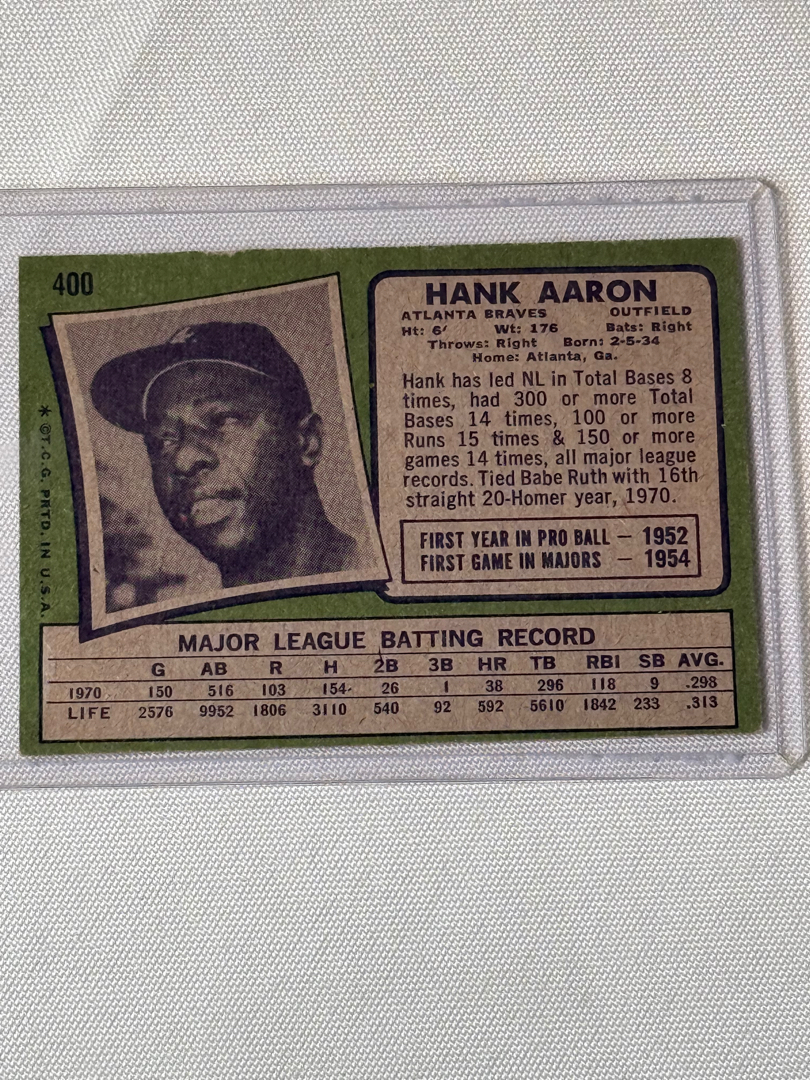 400
HANK AARON
ATLANTA BRAVES OUTFIELD
Ht: 6' Wt: 176 Bats: Right
Throws: Right Born: 2-5-34
Home: Atlanta, Ga.
Hank has led NL in Total Bases 8
times, had 300 or more Total
Bases 14 times, 100 or more
Runs 15 times & 150 or more
games 14 times, all major league
records. Tied Babe Ruth with 16th
straight 20-Homer year, 1970.
FIRST YEAR IN PRO BALL — 1952
FIRST GAME IN MAJORS — 1954
* ©T.C.G. PRTD. IN U.S.A.
MAJOR LEAGUE BATTING RECORD
G AB R H 2B 3B HR TB RBI SB AVG.
1970 150 516 103 154 26 1 38 296 118 9 .298
LIFE 2576 9952 1806 3110 540 92 592 5610 1842 233 .313